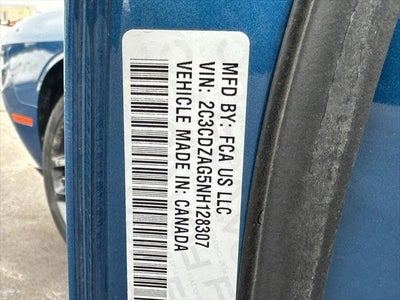 MFD BY: FCA US LLC
VIN: 2C3CDZAG5NH128307
VEHICLE MADE IN: CANADA